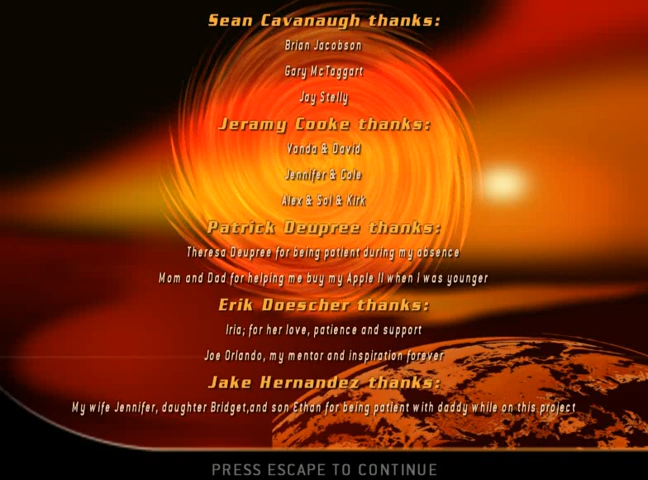 Sean Cavanaugh thanks:
Brian Jacobson
Gary McTaggart
Jay Stelly
Jeramy Cooke thanks:
Vonda & David
Jennifer & Cole
Alex & Sol & Kirk
Patrick Deupree thanks:
Theresa Deupree for being patient during my absence
Mom and Dad for helping me buy my Apple II when I was younger
Erik Doescher thanks:
Iria; for her love, patience and support
Joe Orlando, my mentor and inspiration forever
Jake Hernandez thanks:
My wife Jennifer, daughter Bridget,and son Ethan for being patient with daddy while on this project
PRESS ESCAPE TO CONTINUE